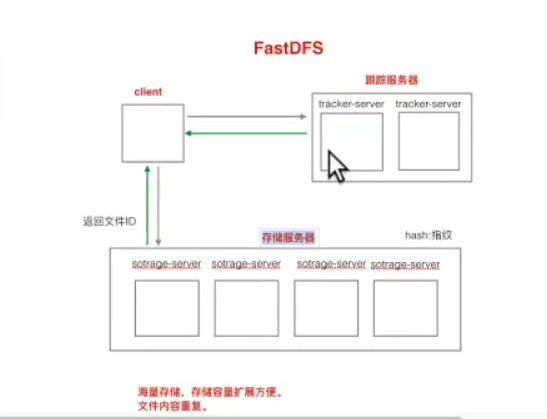 FastDFS
跟踪服务器
client
tracker-server tracker-server
返回文件ID
存储服务器
hash:指纹
sotrage-server sotrage-server sotrage-server sotrage-server
海量存储，存储容量扩展方便。
文件内容重复。